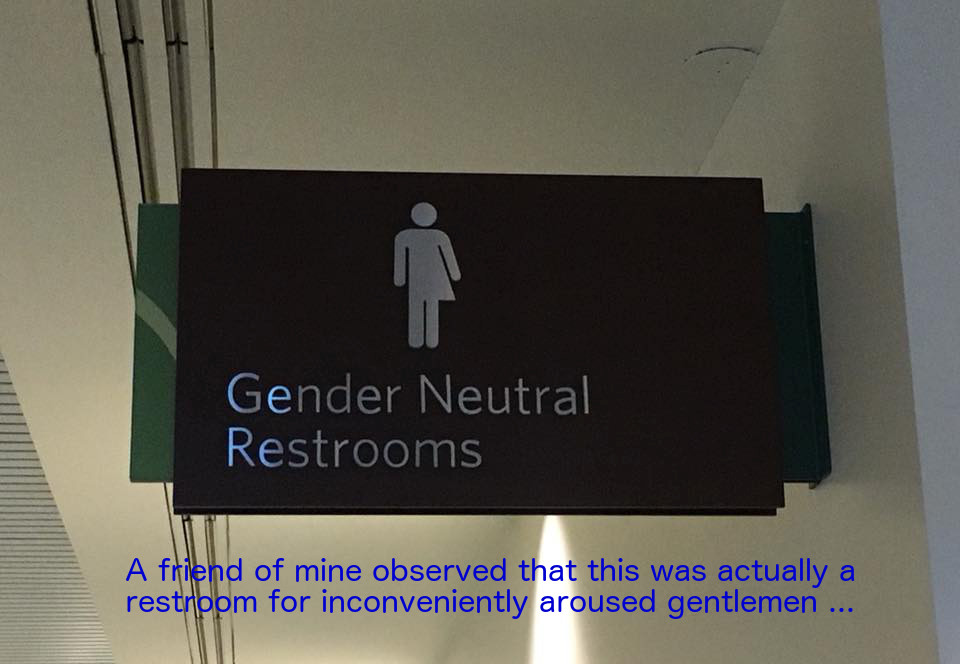 Gender Neutral
Restrooms
A friend of mine observed that this was actually a
restroom for inconveniently aroused gentlemen ...